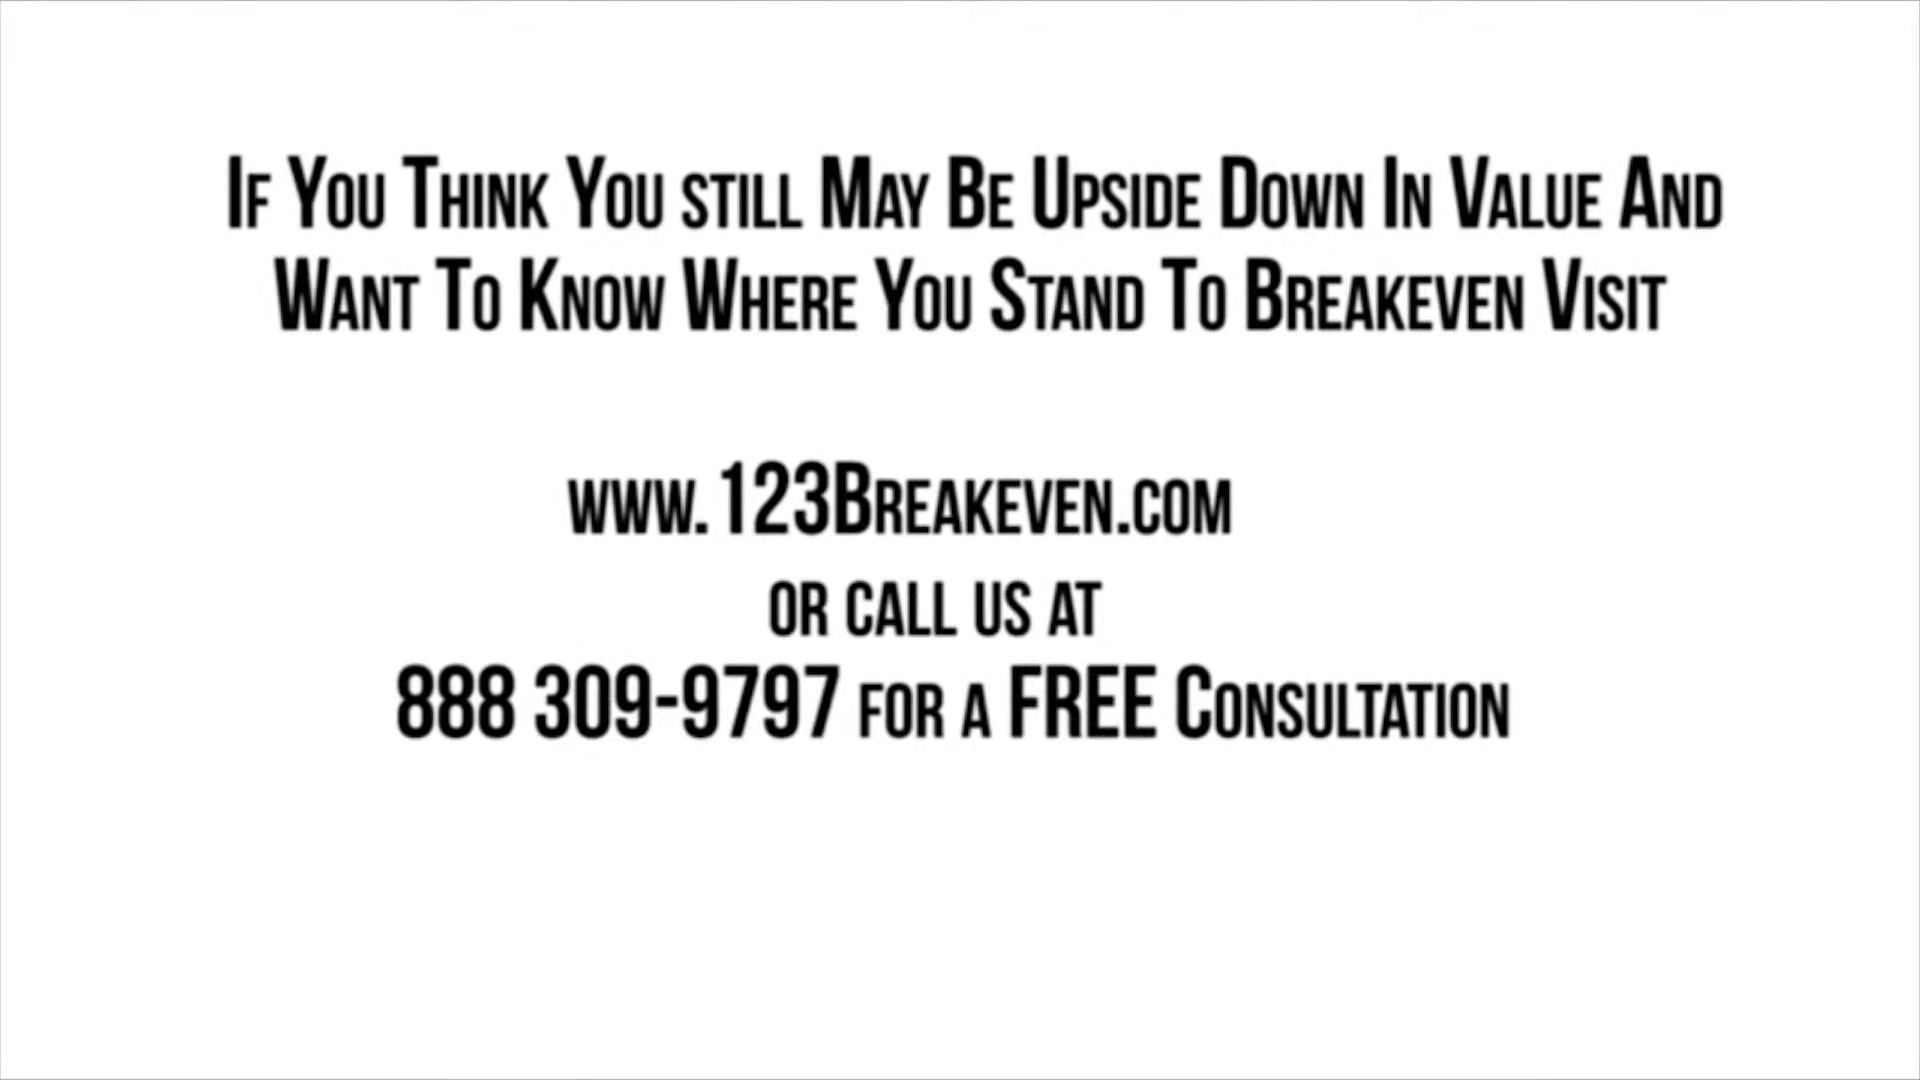 If You Think You still May Be Upside Down In Value And
Want To Know Where You Stand To Breakeven Visit
www.123Breakeven.com
or call us at
888 309-9797 for a FREE Consultation